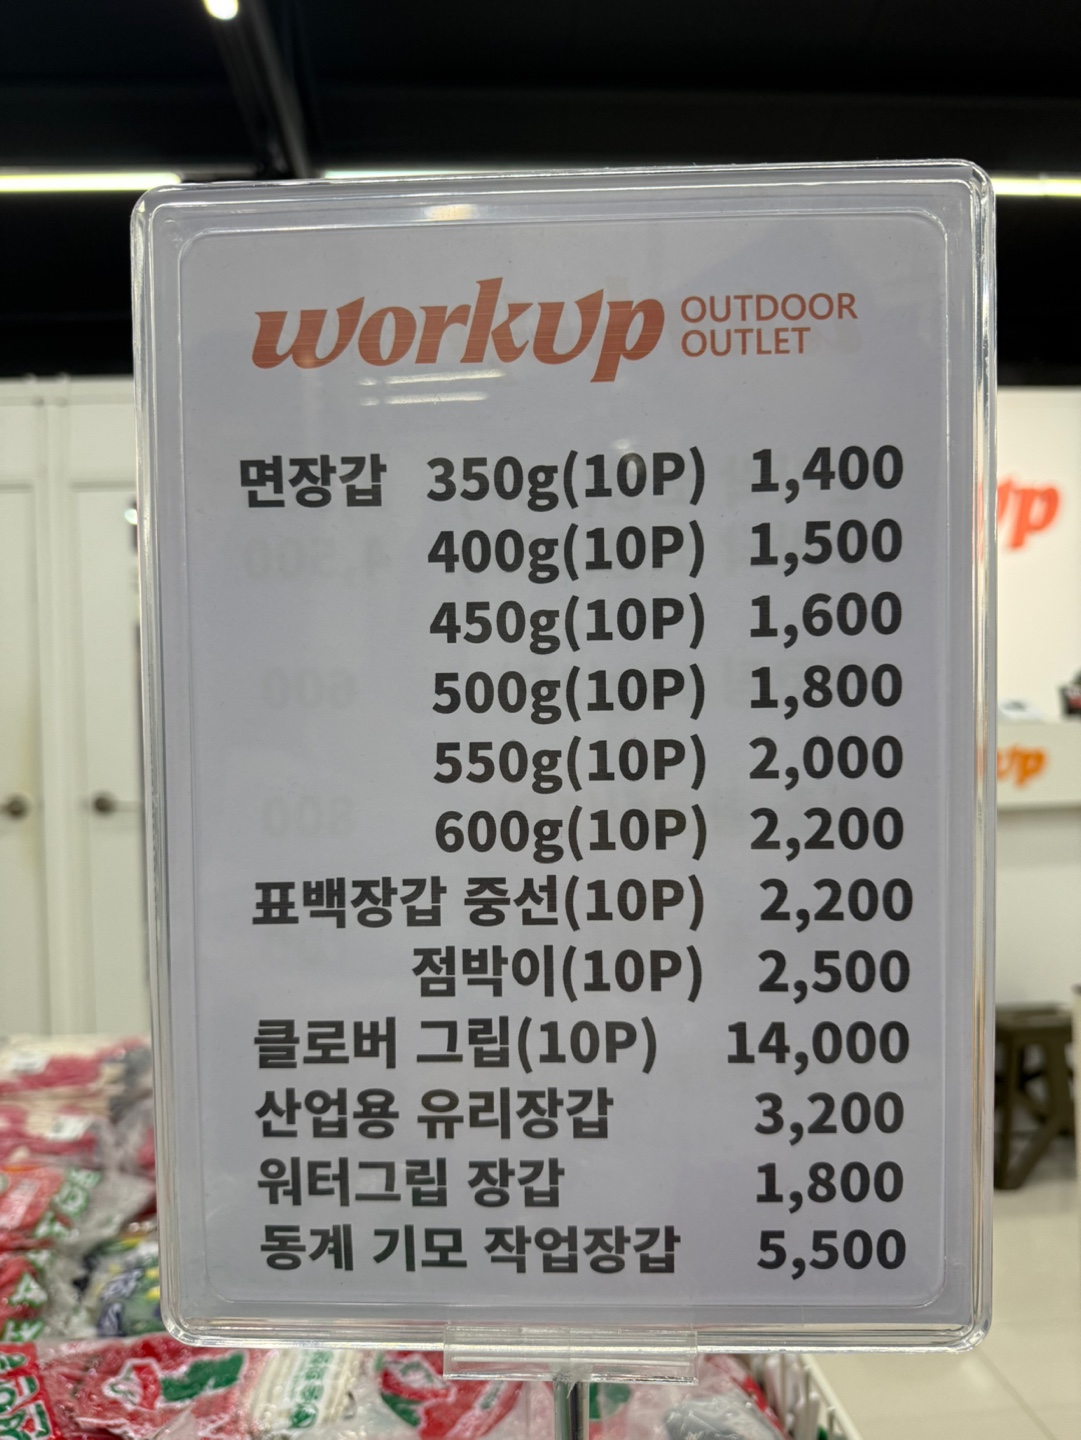 workup OUTDOOR
OUTLET
면장갑 350g(10P) 1,400
400g(10P) 1,500
450g(10P) 1,600
500g(10P) 1,800
550g(10P) 2,000
600g(10P) 2,200
표백장갑 중선(10P) 2,200
점박이(10P) 2,500
클로버 그립(10P) 14,000
산업용 유리장갑 3,200
워터그립 장갑 1,800
동계 기모 작업장갑 5,500